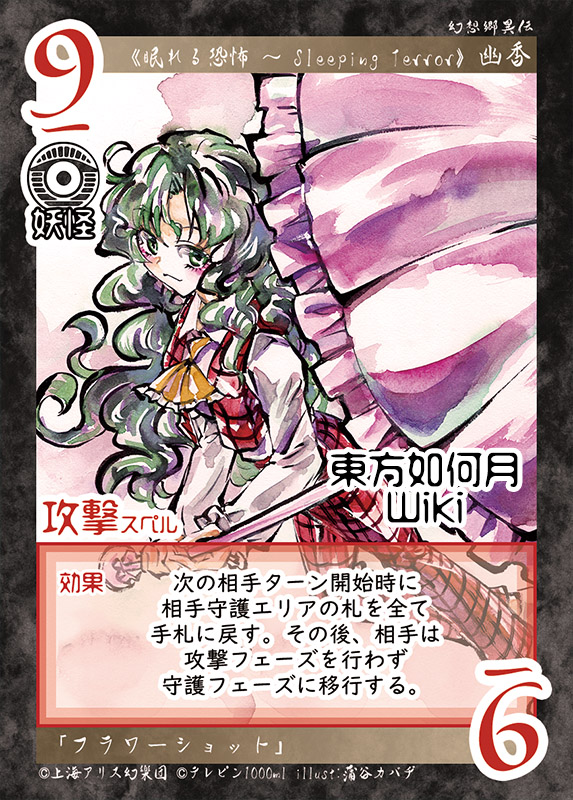 幻想郷異伝
9
《眠れる恐怖 ～ Sleeping Terror》 幽香
妖怪
東方如何月
Wiki
攻撃スペル
効果
次の相手ターン開始時に
相手守護エリアの札を全て
手札に戻す。その後、相手は
攻撃フェーズを行わず
守護フェーズに移行する。
6
「フラワーショット」
©上海アリス幻樂団 ©テレピン1000ml illust:蒲谷カバヂ